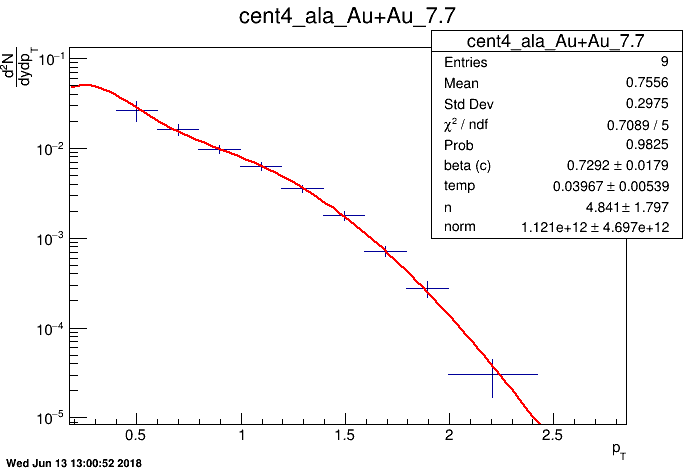 cent4_ala_Au+Au_7.7
d²N
dydp_T
cent4_ala_Au+Au_7.7
Entries 9
Mean 0.7556
Std Dev 0.2975
χ² / ndf 0.7089 / 5
Prob 0.9825
beta (c) 0.7292 ± 0.0179
temp 0.03967 ± 0.00539
n 4.841 ± 1.797
norm 1.121e+12 ± 4.697e+12
10⁻¹
10⁻²
10⁻³
10⁻⁴
10⁻⁵
0.5 1 1.5 2 2.5
p_T
Wed Jun 13 13:00:52 2018